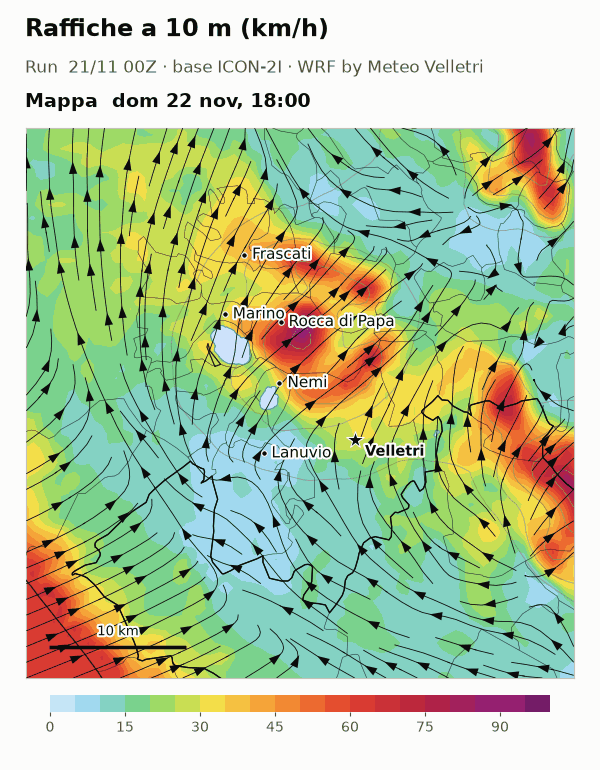 Raffiche a 10 m (km/h)
Run  21/11 00Z · base ICON-2I · WRF by Meteo Velletri
Mappa  dom 22 nov, 18:00
Frascati
Marino
Rocca di Papa
Nemi
Velletri
Lanuvio
10 km
0 15 30 45 60 75 90